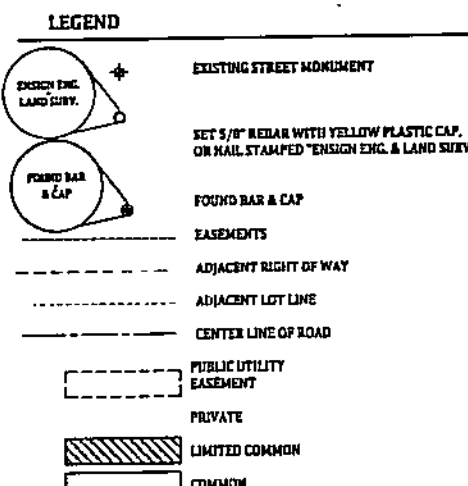 LEGEND
ENSIGN ENG.
LAND SURV.
EXISTING STREET MONUMENT
SET 5/8" REBAR WITH YELLOW PLASTIC CAP,
OR NAIL STAMPED "ENSIGN ENG. & LAND SURV
FOUND BAR
& CAP
FOUND BAR & CAP
EASEMENTS
ADJACENT RIGHT OF WAY
ADJACENT LOT LINE
CENTER LINE OF ROAD
PUBLIC UTILITY
EASEMENT
PRIVATE
LIMITED COMMON
COMMON